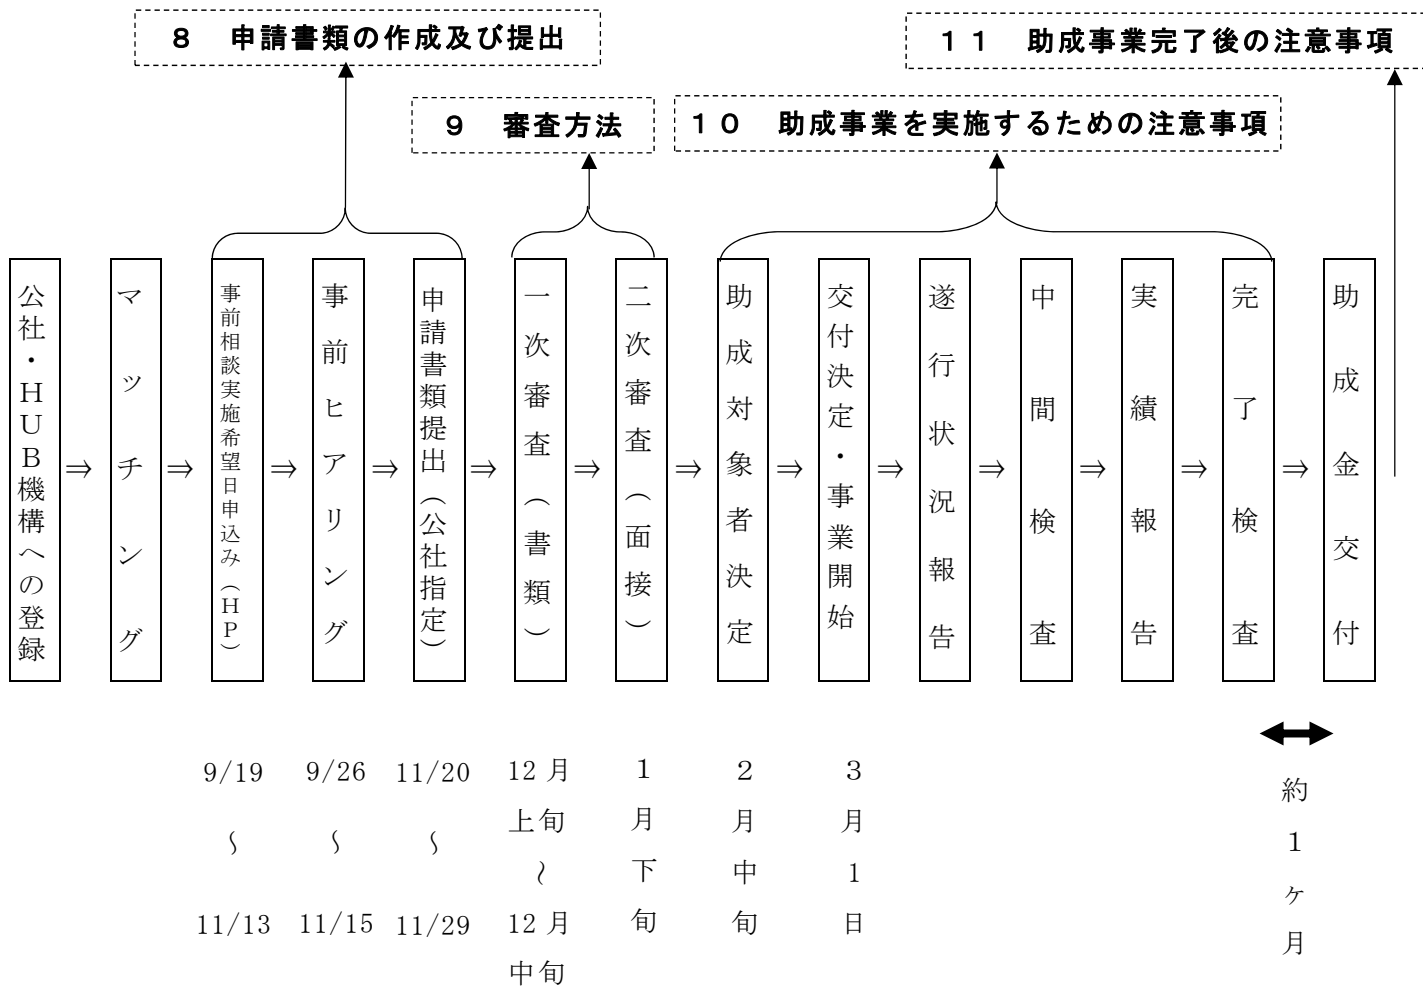 ８　申請書類の作成及び提出
１１　助成事業完了後の注意事項
９　審査方法
１０　助成事業を実施するための注意事項
公社・ＨＵＢ機構への登録
⇒
マッチング
⇒
事前相談実施希望日申込み（ＨＰ）
⇒
事前ヒアリング
⇒
申請書類提出（公社指定）
⇒
一次審査（書類）
⇒
二次審査（面接）
⇒
助成対象者決定
⇒
交付決定・事業開始
⇒
遂行状況報告
⇒
中間検査
⇒
実績報告
⇒
完了検査
⇒
助成金交付
9/19
～
11/13
9/26
～
11/15
11/20
～
11/29
12 月
上旬
～
12 月
中旬
１月下旬
２月中旬
３月１日
約１ヶ月